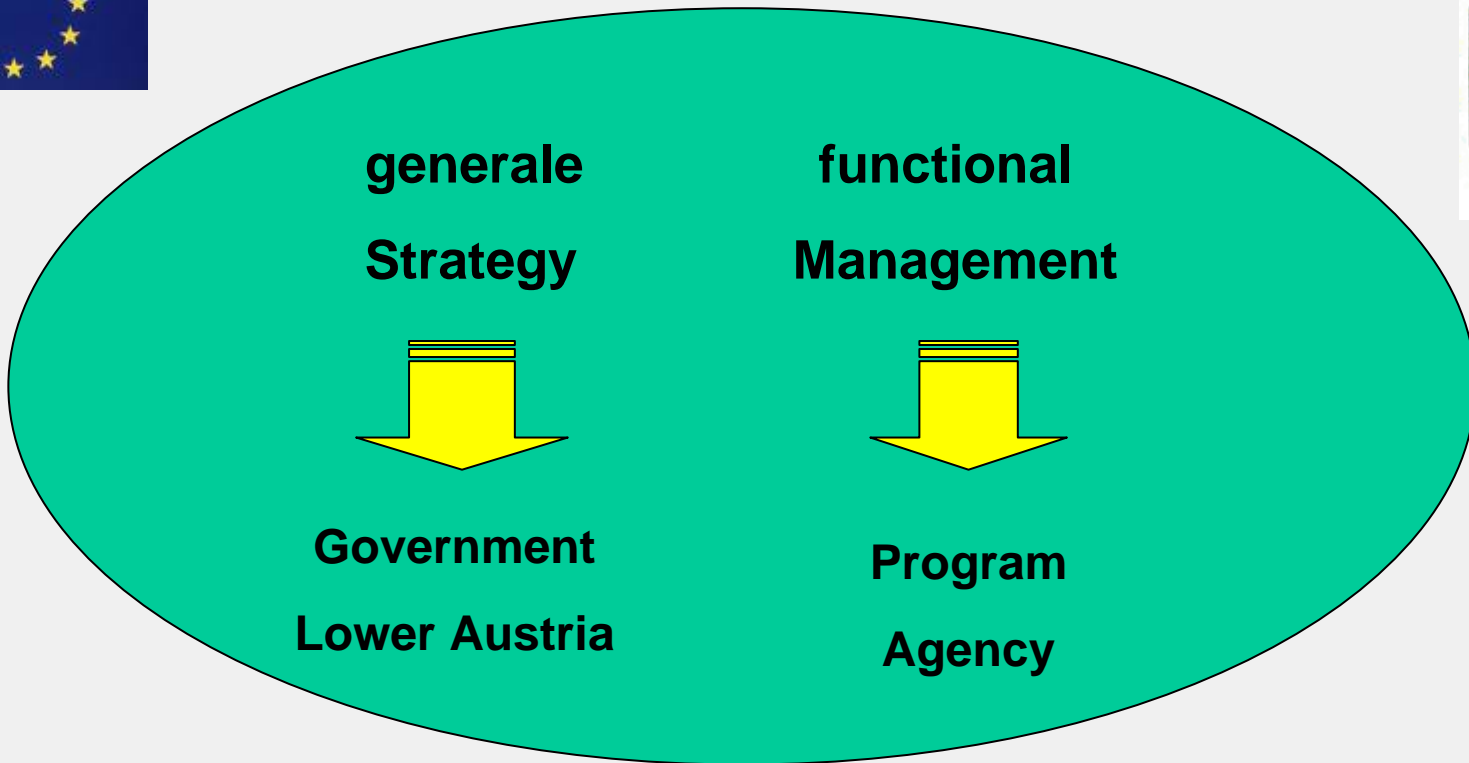 generale
Strategy
functional
Management
Government
Lower Austria
Program
Agency